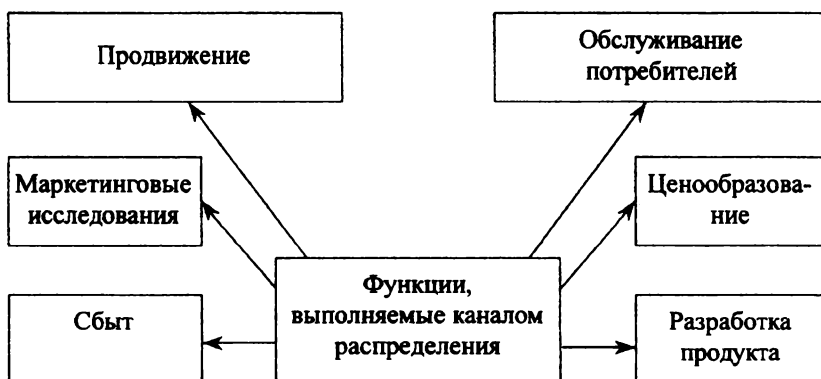 Продвижение
Обслуживание
потребителей
Маркетинговые
исследования
Ценообразова-
ние
Функции,
выполняемые каналом
распределения
Сбыт
Разработка
продукта